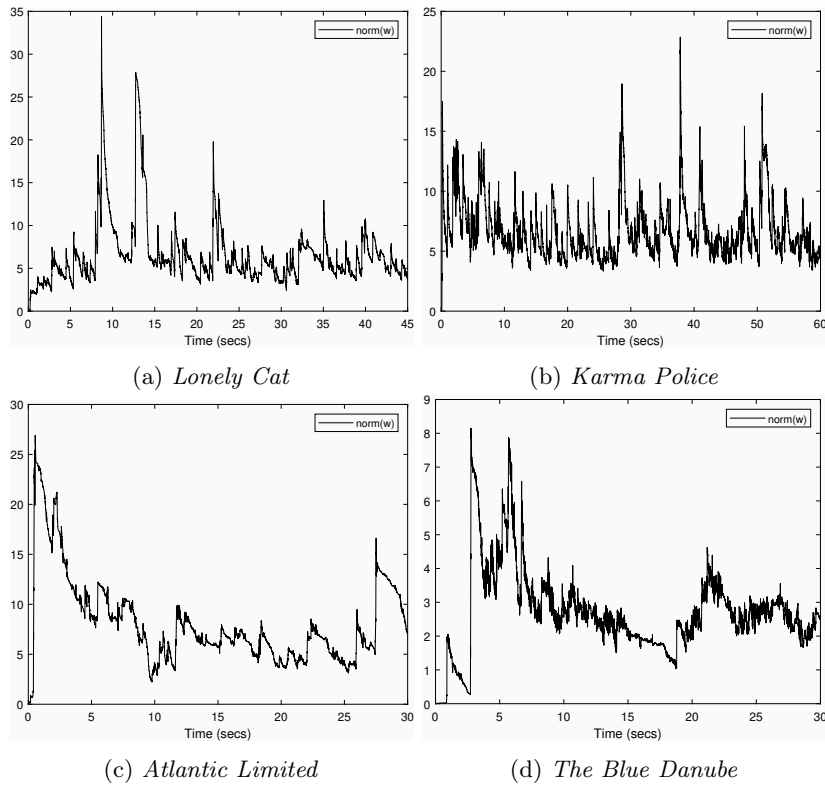 35
30
25
20
15
10
5
0
norm(w)
0 5 10 15 20 25 30 35 40 45
Time (secs)
(a) Lonely Cat
25
20
15
10
5
0
norm(w)
0 10 20 30 40 50 60
Time (secs)
(b) Karma Police
30
25
20
15
10
5
0
norm(w)
0 5 10 15 20 25 30
Time (secs)
(c) Atlantic Limited
9
8
7
6
5
4
3
2
1
0
norm(w)
0 5 10 15 20 25 30
Time (secs)
(d) The Blue Danube